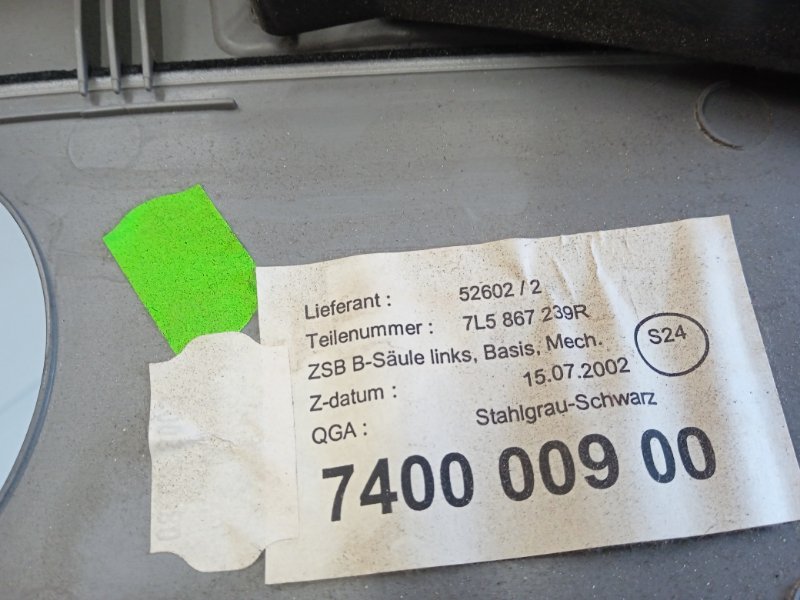 Lieferant : 52602 / 2
Teilenummer : 7L5 867 239R
ZSB B-Säule links, Basis, Mech.
S24
Z-datum : 15.07.2002
QGA : Stahlgrau-Schwarz
7400 009 00